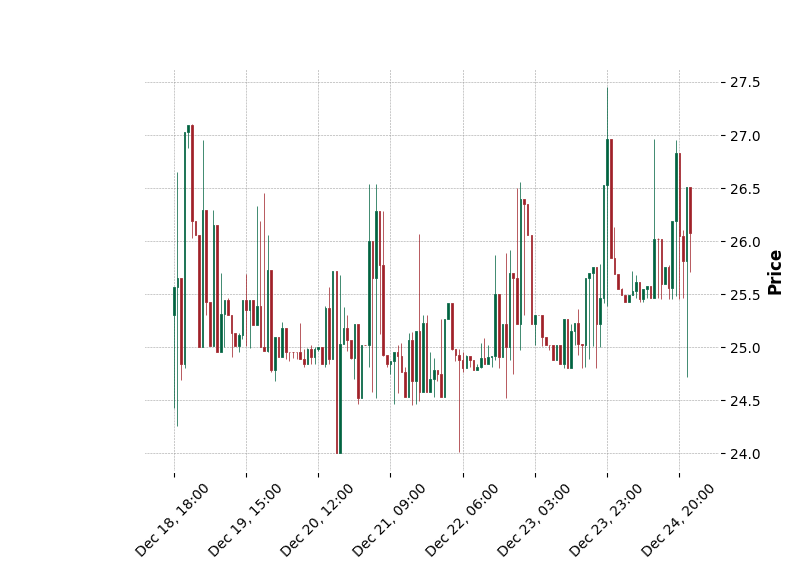 27.5
27.0
26.5
26.0
25.5
25.0
24.5
24.0
Price
Dec 18, 18:00
Dec 19, 15:00
Dec 20, 12:00
Dec 21, 09:00
Dec 22, 06:00
Dec 23, 03:00
Dec 23, 23:00
Dec 24, 20:00